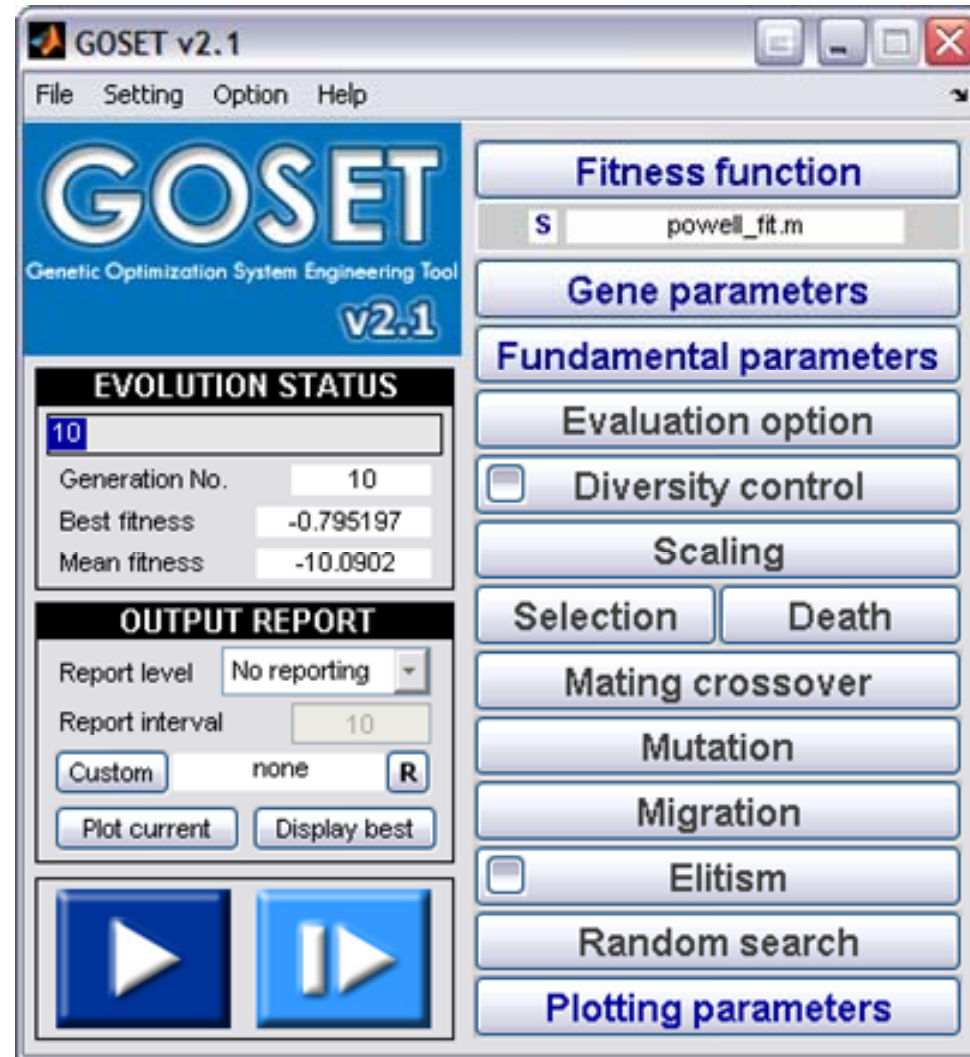 GOSET v2.1
File Setting Option Help
GOSET
Genetic Optimization System Engineering Tool
v2.1
EVOLUTION STATUS
10
Generation No. 10
Best fitness -0.795197
Mean fitness -10.0902
OUTPUT REPORT
Report level No reporting
Report interval 10
Custom none R
Plot current Display best
Fitness function
S powell_fit.m
Gene parameters
Fundamental parameters
Evaluation option
Diversity control
Scaling
Selection Death
Mating crossover
Mutation
Migration
Elitism
Random search
Plotting parameters